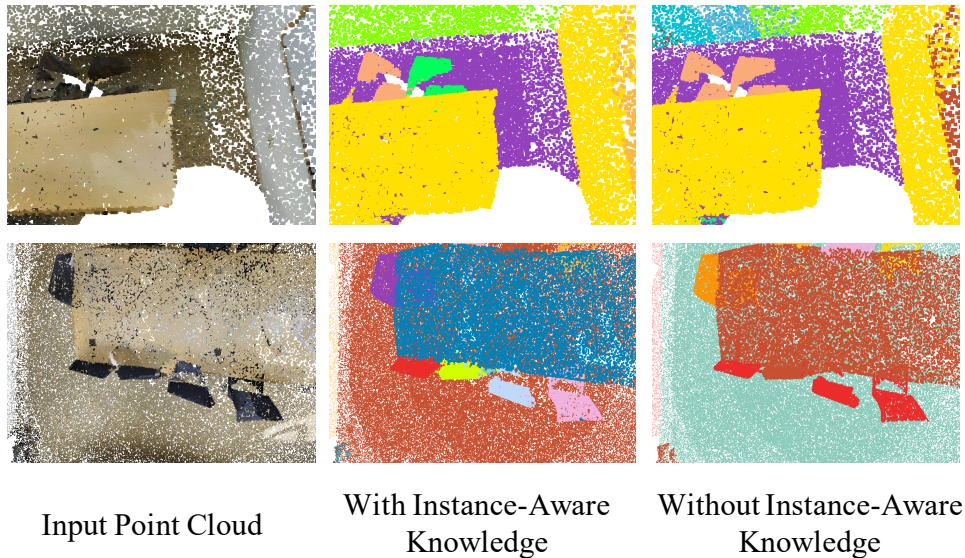 Input Point Cloud
With Instance-Aware
Knowledge
Without Instance-Aware
Knowledge